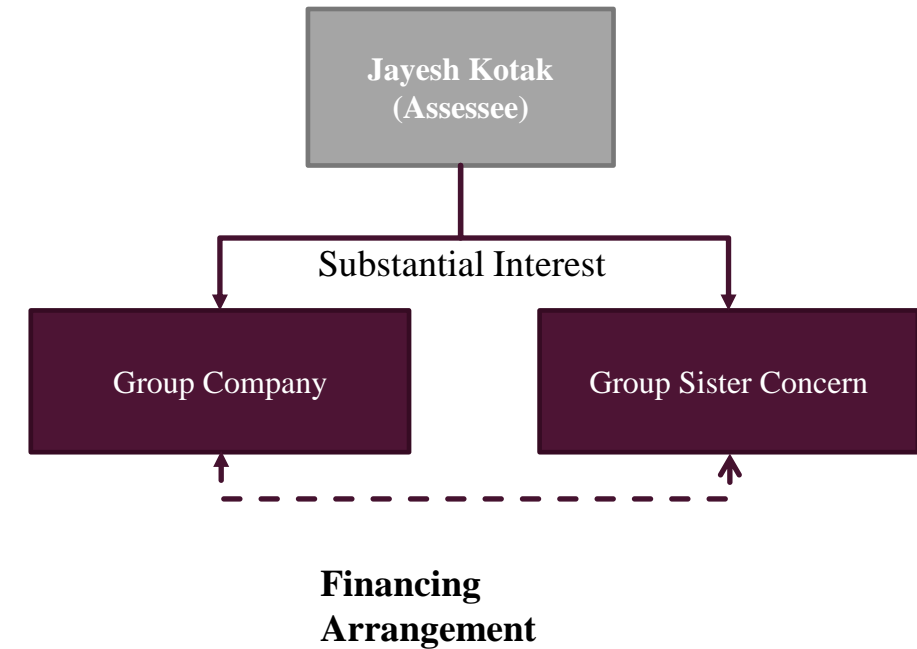 Jayesh Kotak
(Assessee)
Substantial Interest
Group Company
Group Sister Concern
Financing
Arrangement